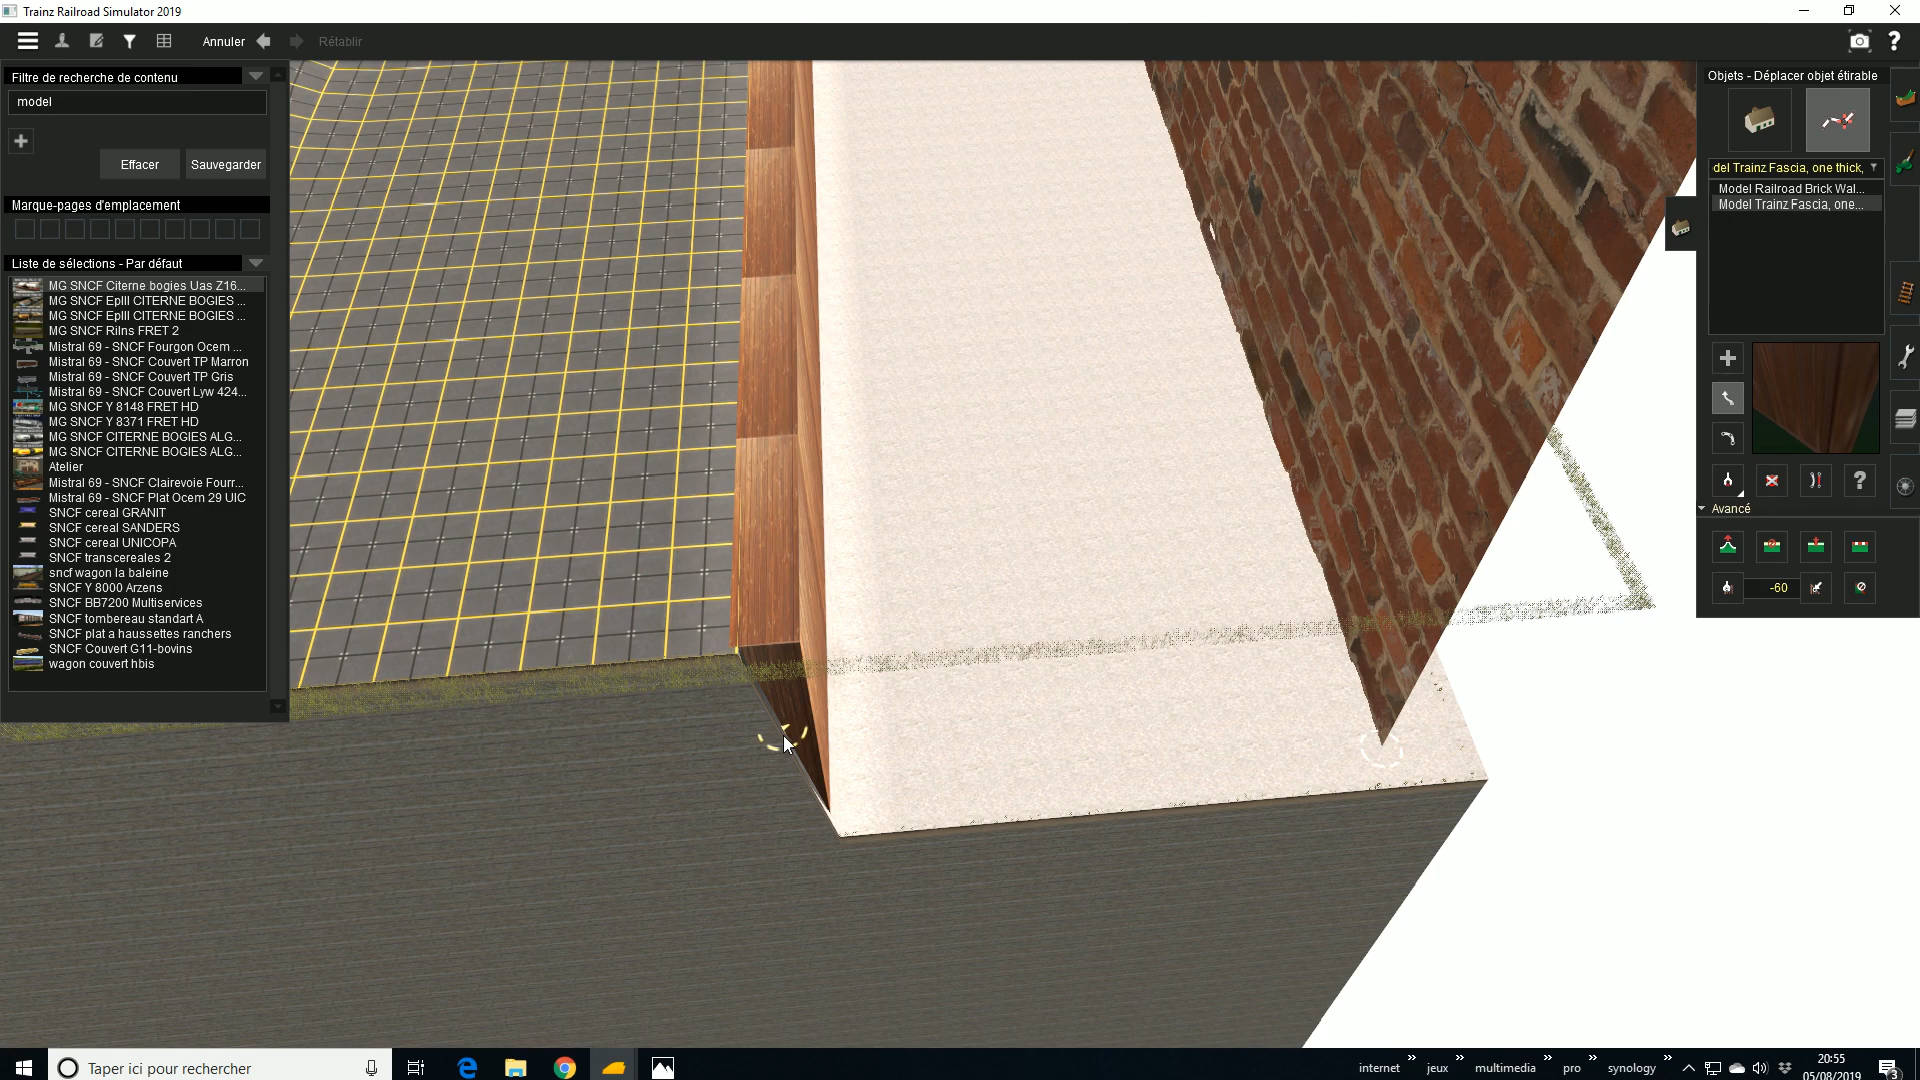 Trainz Railroad Simulator 2019
Annuler
Rétablir
Filtre de recherche de contenu
model
Effacer
Sauvegarder
Marque-pages d'emplacement
Liste de sélections - Par défaut
MG SNCF Citerne bogies Uas Z16...
MG SNCF EpIII CITERNE BOGIES ...
MG SNCF EpIII CITERNE BOGIES ...
MG SNCF Rilns FRET 2
Mistral 69 - SNCF Fourgon Ocem ...
Mistral 69 - SNCF Couvert TP Marron
Mistral 69 - SNCF Couvert TP Gris
Mistral 69 - SNCF Couvert Lyw 424...
MG SNCF Y 8148 FRET HD
MG SNCF Y 8371 FRET HD
MG SNCF CITERNE BOGIES ALG...
MG SNCF CITERNE BOGIES ALG...
Atelier
Mistral 69 - SNCF Clairevoie Fourr...
Mistral 69 - SNCF Plat Ocem 29 UIC
SNCF cereal GRANIT
SNCF cereal SANDERS
SNCF cereal UNICOPA
SNCF transcereales 2
sncf wagon la baleine
SNCF Y 8000 Arzens
SNCF BB7200 Multiservices
SNCF tombereau standart A
SNCF plat a haussettes ranchers
SNCF Couvert G11-bovins
wagon couvert hbis
Objets - Déplacer objet étirable
del Trainz Fascia, one thick,
Model Railroad Brick Wal...
Model Trainz Fascia, one...
?
Avancé
-60
Taper ici pour rechercher
internet
jeux
multimedia
pro
synology
20:55
05/08/2019
3